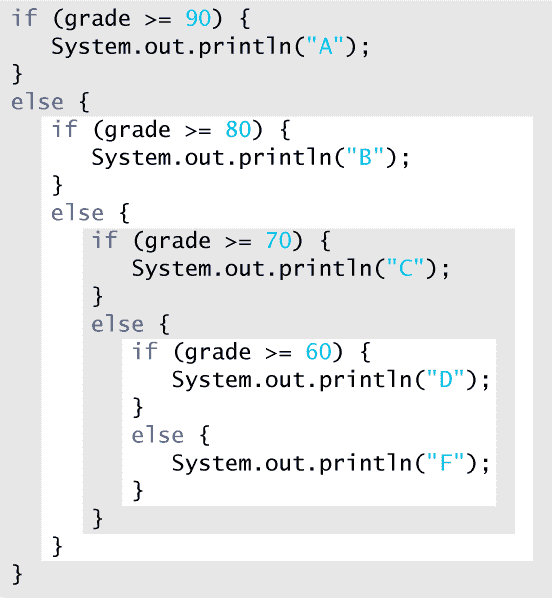 if (grade >= 90) {
   System.out.println("A");
}
else {
   if (grade >= 80) {
      System.out.println("B");
   }
   else {
      if (grade >= 70) {
         System.out.println("C");
      }
      else {
         if (grade >= 60) {
            System.out.println("D");
         }
         else {
            System.out.println("F");
         }
      }
   }
}